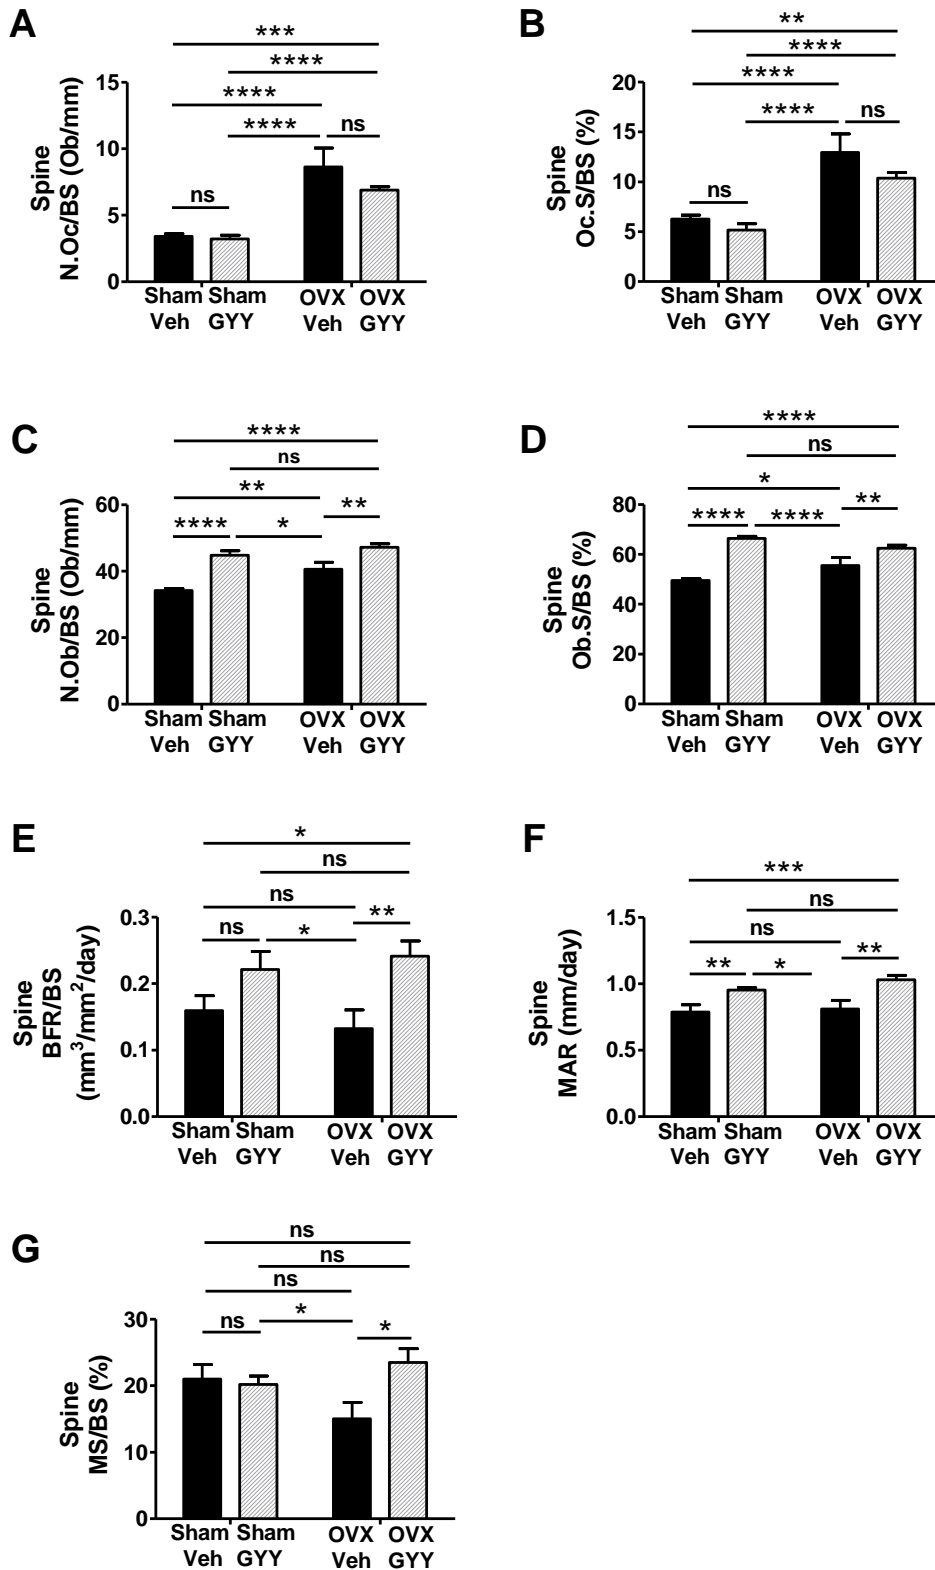 A
***
****
****
****
ns
ns
Spine
N.Oc/BS (Ob/mm)
15
10
5
0
Sham Sham OVX OVX
Veh GYY Veh GYY
B
**
****
****
****
ns
ns
Spine
Oc.S/BS (%)
20
15
10
5
0
Sham Sham OVX OVX
Veh GYY Veh GYY
C
****
ns
**
**
****
*
Spine
N.Ob/BS (Ob/mm)
60
40
20
0
Sham Sham OVX OVX
Veh GYY Veh GYY
D
****
ns
*
**
****
****
Spine
Ob.S/BS (%)
80
60
40
20
0
Sham Sham OVX OVX
Veh GYY Veh GYY
E
*
ns
ns
**
ns
*
Spine
BFR/BS
(mm³/mm²/day)
0.3
0.2
0.1
0.0
Sham Sham OVX OVX
Veh GYY Veh GYY
F
***
ns
ns
**
**
*
Spine
MAR (mm/day)
1.5
1.0
0.5
0.0
Sham Sham OVX OVX
Veh GYY Veh GYY
G
ns
ns
ns
*
ns
*
Spine
MS/BS (%)
30
20
10
0
Sham Sham OVX OVX
Veh GYY Veh GYY